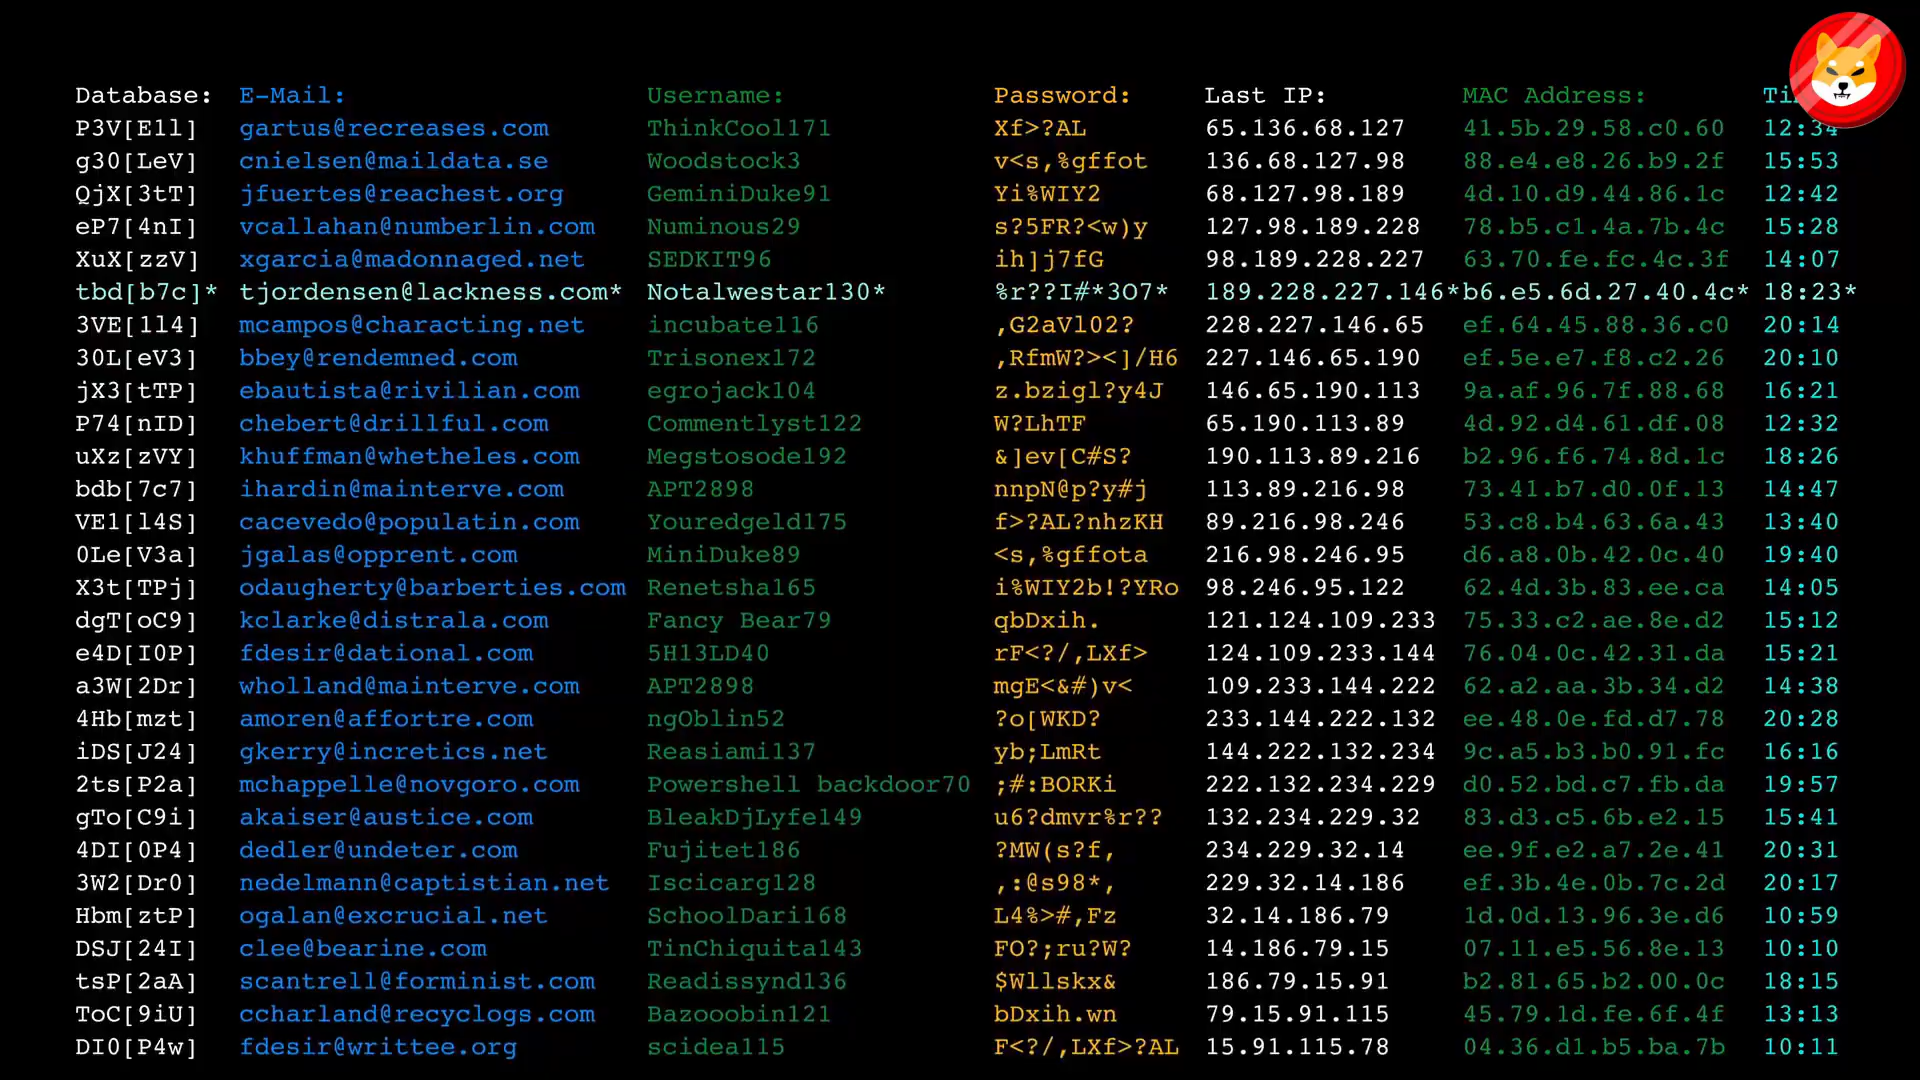 Database: E-Mail: Username: Password: Last IP: MAC Address:
P3V[E1l] gartus@recreases.com ThinkCool171 Xf>?AL 65.136.68.127 41.5b.29.58.c0.60 12:34
g30[LeV] cnielsen@maildata.se Woodstock3 v<s,%gffot 136.68.127.98 88.e4.e8.26.b9.2f 15:53
QjX[3tT] jfuertes@reachest.org GeminiDuke91 Yi%WIY2 68.127.98.189 4d.10.d9.44.86.1c 12:42
eP7[4nI] vcallahan@numberlin.com Numinous29 s?5FR?<w)y 127.98.189.228 78.b5.c1.4a.7b.4c 15:28
XuX[zzV] xgarcia@madonnaged.net SEDKIT96 ih]j7fG 98.189.228.227 63.70.fe.fc.4c.3f 14:07
tbd[b7c]* tjordensen@lackness.com* Notalwestar130* %r??I#*3O7* 189.228.227.146* b6.e5.6d.27.40.4c* 18:23*
3VE[1l4] mcampos@characting.net incubate116 ,G2aVl02? 228.227.146.65 ef.64.45.88.36.c0 20:14
30L[eV3] bbey@rendemned.com Trisonex172 ,RfmW?><]/H6 227.146.65.190 ef.5e.e7.f8.c2.26 20:10
jX3[tTP] ebautista@rivilian.com egrojack104 z.bzigl?y4J 146.65.190.113 9a.af.96.7f.88.68 16:21
P74[nID] chebert@drillful.com Commentlyst122 W?LhTF 65.190.113.89 4d.92.d4.61.df.08 12:32
uXz[zVY] khuffman@whetheles.com Megstosode192 &]ev[C#S? 190.113.89.216 b2.96.f6.74.8d.1c 18:26
bdb[7c7] ihardin@mainterve.com APT2898 nnpN@p?y#j 113.89.216.98 73.41.b7.d0.0f.13 14:47
VE1[l4S] cacevedo@populatin.com Youredgeld175 f>?AL?nhzKH 89.216.98.246 53.c8.b4.63.6a.43 13:40
0Le[V3a] jgalas@opprent.com MiniDuke89 <s,%gffota 216.98.246.95 d6.a8.0b.42.0c.40 19:40
X3t[TPj] odaugherty@barberties.com Renetsha165 i%WIY2b!?YRo 98.246.95.122 62.4d.3b.83.ee.ca 14:05
dgT[oC9] kclarke@distrala.com Fancy Bear79 qbDxih. 121.124.109.233 75.33.c2.ae.8e.d2 15:12
e4D[I0P] fdesir@dational.com 5H13LD40 rF<?/,LXf> 124.109.233.144 76.04.0c.42.31.da 15:21
a3W[2Dr] wholland@mainterve.com APT2898 mgE<&#)v< 109.233.144.222 62.a2.aa.3b.34.d2 14:38
4Hb[mzt] amoren@affortre.com ngOblin52 ?o[WKD? 233.144.222.132 ee.48.0e.fd.d7.78 20:28
iDS[J24] gkerry@incretics.net Reasiami137 yb;LmRt 144.222.132.234 9c.a5.b3.b0.91.fc 16:16
2ts[P2a] mchappelle@novgoro.com Powershell backdoor70 ;#:BORKi 222.132.234.229 d0.52.bd.c7.fb.da 19:57
gTo[C9i] akaiser@austice.com BleakDjLyfe149 u6?dmvr%r?? 132.234.229.32 83.d3.c5.6b.e2.15 15:41
4DI[0P4] dedler@undeter.com Fujitet186 ?MW(s?f, 234.229.32.14 ee.9f.e2.a7.2e.41 20:31
3W2[Dr0] nedelmann@captistian.net Iscicarg128 ,:@s98*, 229.32.14.186 ef.3b.4e.0b.7c.2d 20:17
Hbm[ztP] ogalan@excrucial.net SchoolDari168 L4%>#,Fz 32.14.186.79 1d.0d.13.96.3e.d6 10:59
DSJ[24I] clee@bearine.com TinChiquita143 FO?;ru?W? 14.186.79.15 07.11.e5.56.8e.13 10:10
tsP[2aA] scantrell@forminist.com Readissynd136 $Wllskx& 186.79.15.91 b2.81.65.b2.00.0c 18:15
ToC[9iU] ccharland@recyclogs.com Bazooobin121 bDxih.wn 79.15.91.115 45.79.1d.fe.6f.4f 13:13
DI0[P4w] fdesir@writtee.org scidea115 F<?/,LXf>?AL 15.91.115.78 04.36.d1.b5.ba.7b 10:11